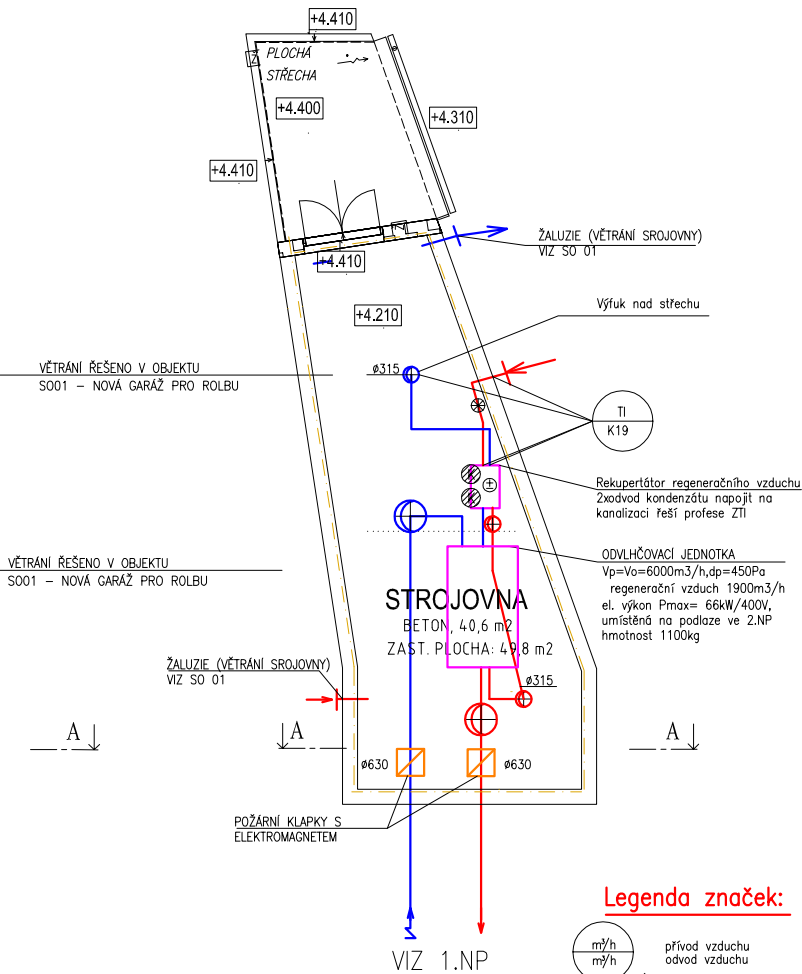 +4.410
PLOCHÁ
STŘECHA
Ž
+4.400
+4.310
+4.410
ŽALUZIE (VĚTRÁNÍ SROJOVNY)
VIZ SO 01
+4.410
Výfuk nad střechu
+4.210
VĚTRÁNÍ ŘEŠENO V OBJEKTU
SO01 – NOVÁ GARÁŽ PRO ROLBU
ø315
TI
K19
Rekupertátor regeneračního vzduchu
2xodvod kondenzátu napojit na
kanalizaci řeší profese ZTI
VĚTRÁNÍ ŘEŠENO V OBJEKTU
SO01 – NOVÁ GARÁŽ PRO ROLBU
ODVLHČOVACÍ JEDNOTKA
Vp=Vo=6000m3/h,dp=450Pa
regenerační vzduch 1900m3/h
el. výkon Pmax= 66kW/400V,
umístěná na podlaze ve 2.NP
hmotnost 1100kg
STROJOVNA
BETON, 40,6 m2
ZAST. PLOCHA: 49,8 m2
ŽALUZIE (VĚTRÁNÍ SROJOVNY)
VIZ SO 01
ø315
A
A
A
ø630
ø630
POŽÁRNÍ KLAPKY S
ELEKTROMAGNETEM
VIZ 1.NP
Legenda značek:
m³/h
m³/h
přívod vzduchu
odvod vzduchu